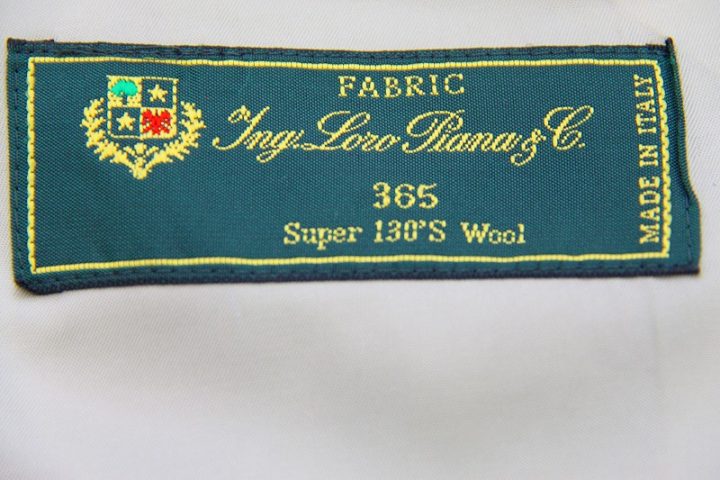 FABRIC
Ing. Loro Piana & C.
365
Super 130'S Wool
MADE IN ITALY